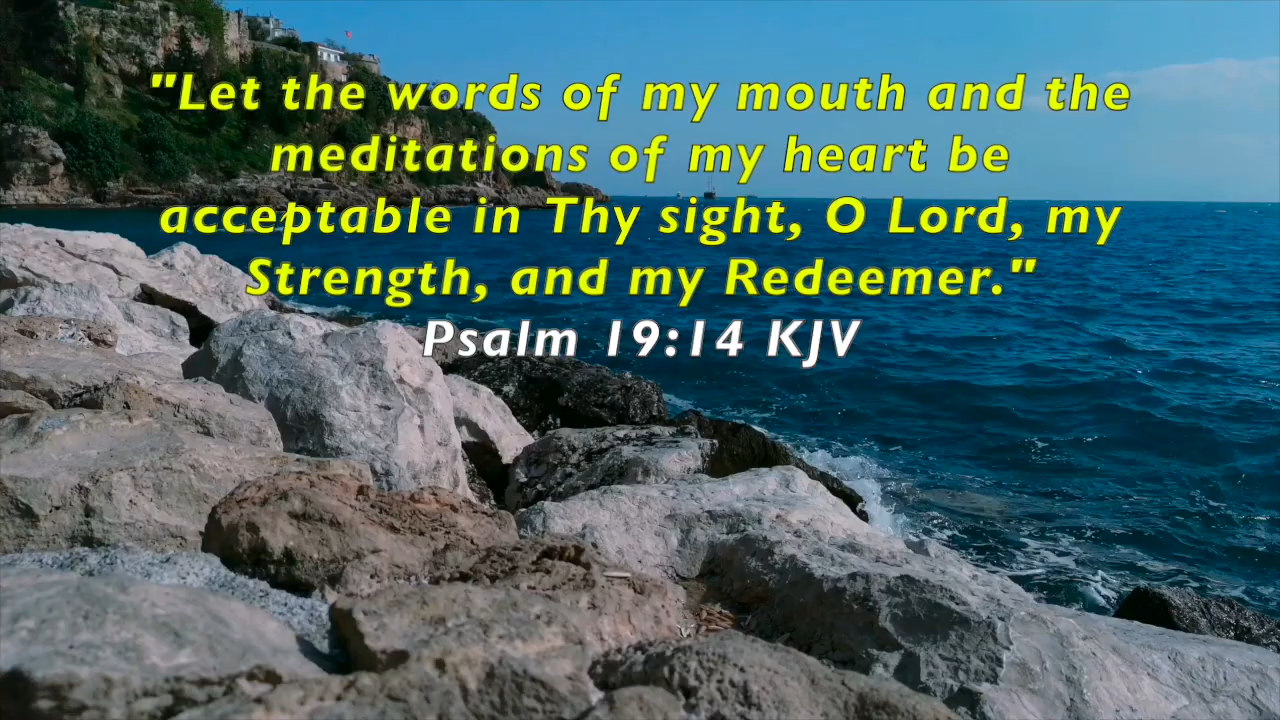 "Let the words of my mouth and the
meditations of my heart be
acceptable in Thy sight, O Lord, my
Strength, and my Redeemer."
Psalm 19:14 KJV